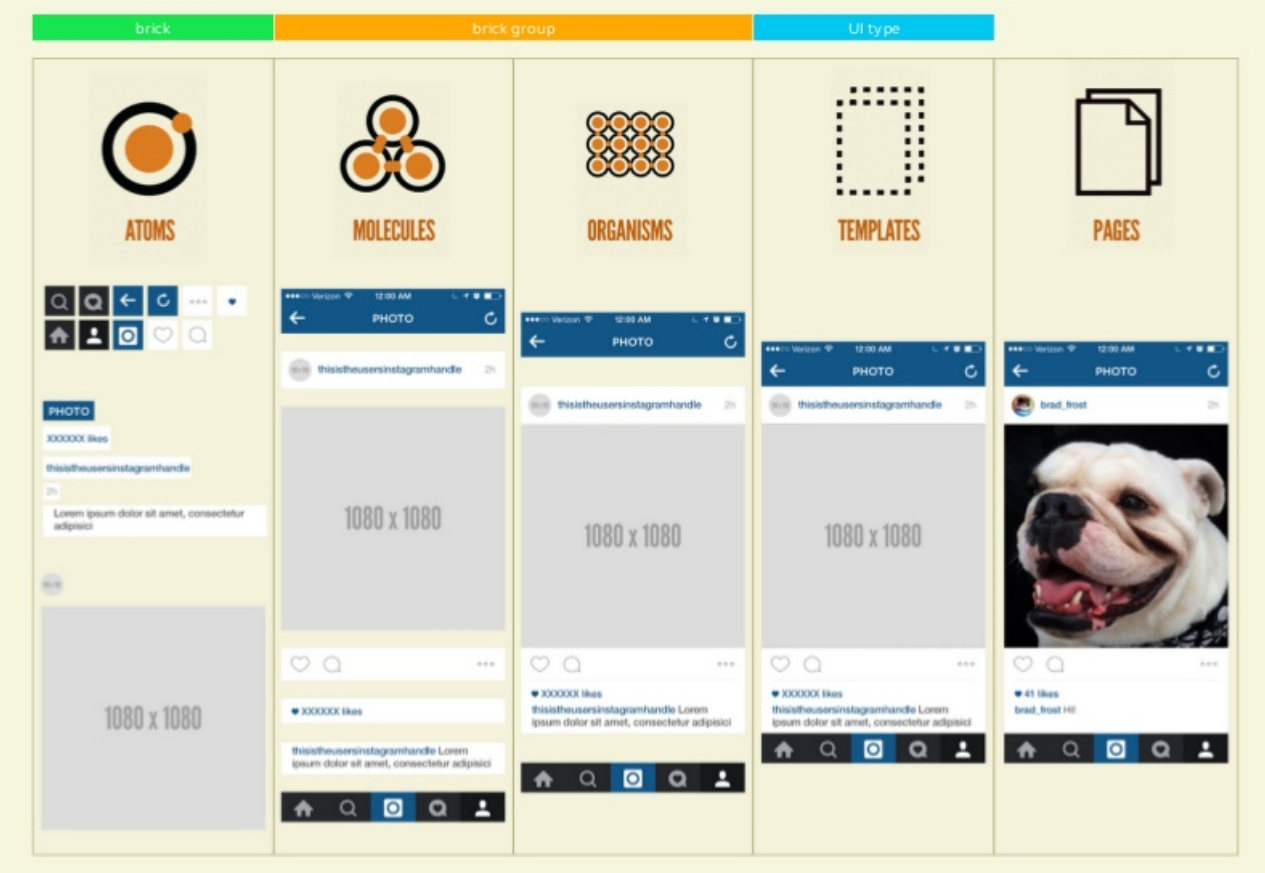 brick
brick group
UI type
ATOMS
MOLECULES
ORGANISMS
TEMPLATES
PAGES
PHOTO
XXXXXX likes
thisistheusersinstagramhandle
2h
Lorem ipsum dolor sit amet, consectetur
adipisici
1080 x 1080
Verizon 12:00 AM
PHOTO
thisistheusersinstagramhandle 2h
1080 x 1080
XXXXXX likes
thisistheusersinstagramhandle Lorem
ipsum dolor sit amet, consectetur adipisici
Verizon 12:00 AM
PHOTO
thisistheusersinstagramhandle 2h
1080 x 1080
XXXXXX likes
thisistheusersinstagramhandle Lorem
ipsum dolor sit amet, consectetur adipisici
Verizon 12:00 AM
PHOTO
thisistheusersinstagramhandle 2h
1080 x 1080
XXXXXX likes
thisistheusersinstagramhandle Lorem
ipsum dolor sit amet, consectetur adipisici
Verizon 12:00 AM
PHOTO
brad_frost 2h
41 likes
brad_frost Hi!